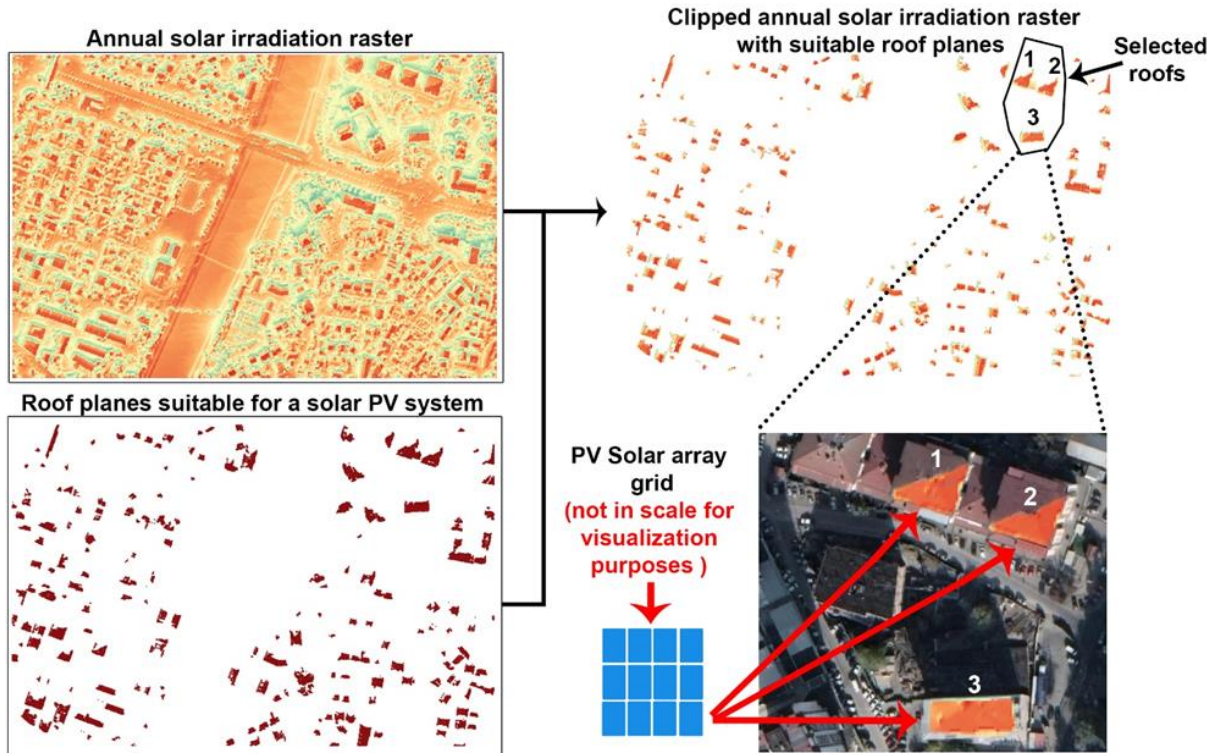 Annual solar irradiation raster
Clipped annual solar irradiation raster
with suitable roof planes
1
2
Selected
roofs
3
Roof planes suitable for a solar PV system
PV Solar array
grid
(not in scale for
visualization
purposes )
1
2
3